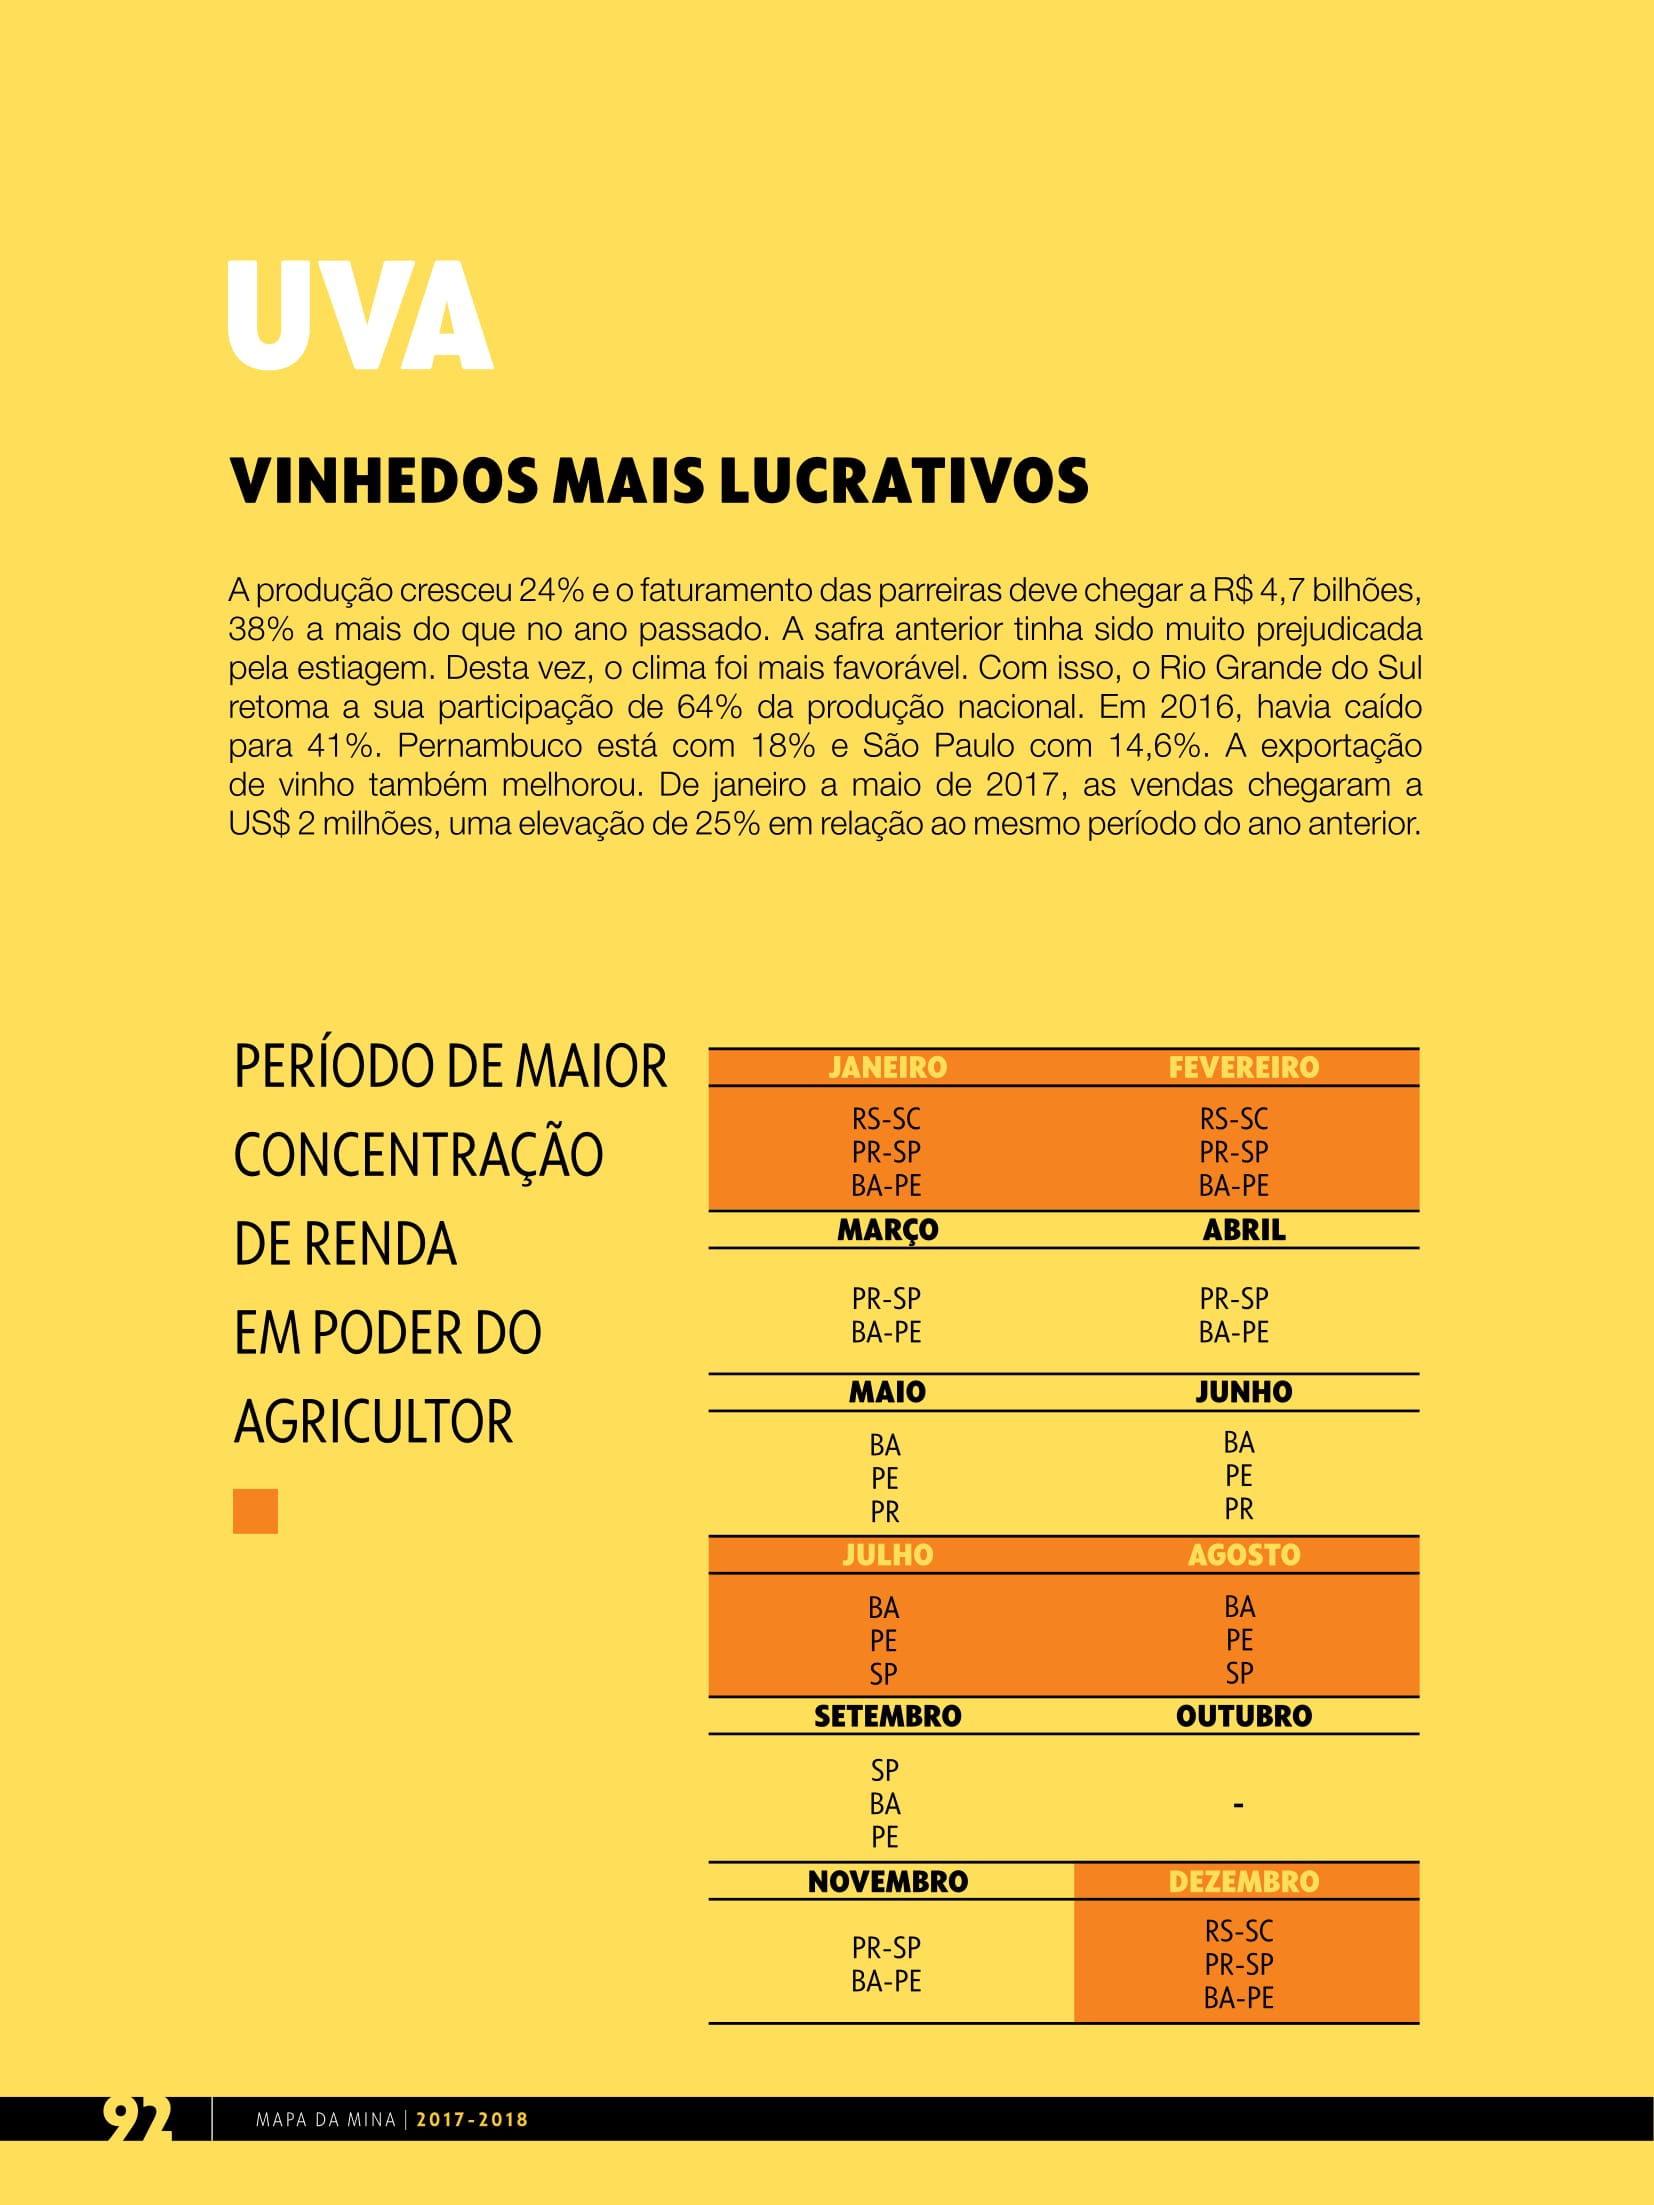 UVA
VINHEDOS MAIS LUCRATIVOS
A produção cresceu 24% e o faturamento das parreiras deve chegar a R$ 4,7 bilhões,
38% a mais do que no ano passado. A safra anterior tinha sido muito prejudicada
pela estiagem. Desta vez, o clima foi mais favorável. Com isso, o Rio Grande do Sul
retoma a sua participação de 64% da produção nacional. Em 2016, havia caído
para 41%. Pernambuco está com 18% e São Paulo com 14,6%. A exportação
de vinho também melhorou. De janeiro a maio de 2017, as vendas chegaram a
US$ 2 milhões, uma elevação de 25% em relação ao mesmo período do ano anterior.
PERÍODO DE MAIOR
CONCENTRAÇÃO
DE RENDA
EM PODER DO
AGRICULTOR
JANEIRO FEVEREIRO
RS-SC RS-SC
PR-SP PR-SP
BA-PE BA-PE
MARÇO ABRIL
PR-SP PR-SP
BA-PE BA-PE
MAIO JUNHO
BA BA
PE PE
PR PR
JULHO AGOSTO
BA BA
PE PE
SP SP
SETEMBRO OUTUBRO
SP
BA -
PE
NOVEMBRO DEZEMBRO
RS-SC
PR-SP PR-SP
BA-PE BA-PE
92 MAPA DA MINA | 2017-2018